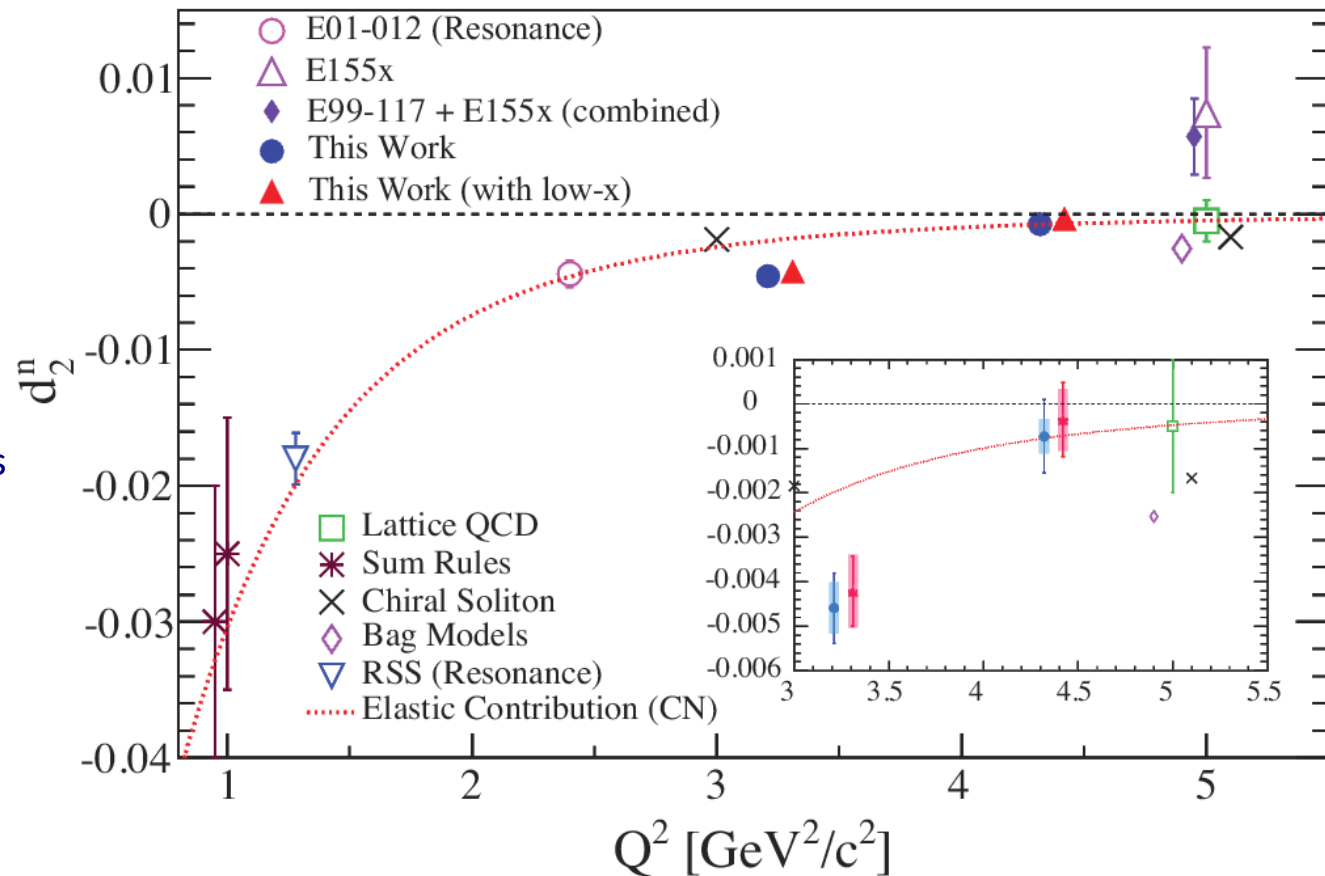 E01-012 (Resonance)
E155x
E99-117 + E155x (combined)
This Work
This Work (with low-x)
0.01
0
-0.01
-0.02
-0.03
-0.04
d₂ⁿ
s
Lattice QCD
Sum Rules
Chiral Soliton
Bag Models
RSS (Resonance)
Elastic Contribution (CN)
0.001
0
-0.001
-0.002
-0.003
-0.004
-0.005
-0.006
3 3.5 4 4.5 5 5.5
1 2 3 4 5
Q² [GeV²/c²]